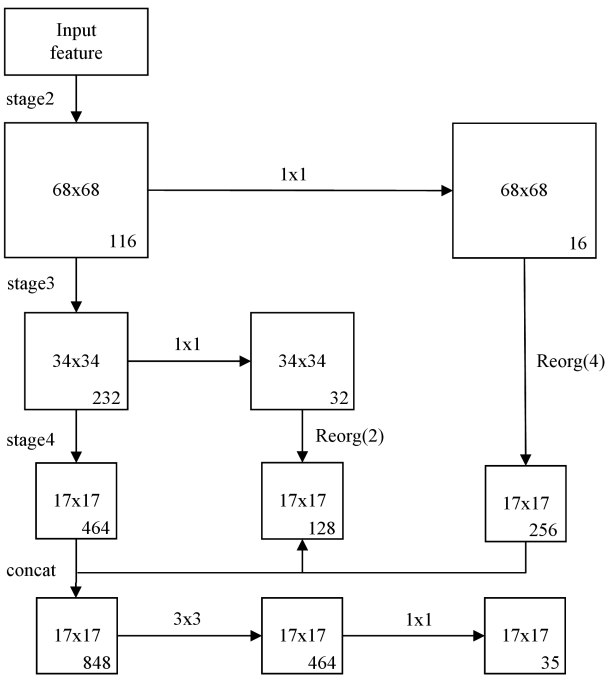 Input
feature
stage2
68x68
116
1x1
68x68
16
stage3
34x34
232
1x1
34x34
32
Reorg(4)
stage4
Reorg(2)
17x17
464
17x17
128
17x17
256
concat
17x17
848
3x3
17x17
464
1x1
17x17
35